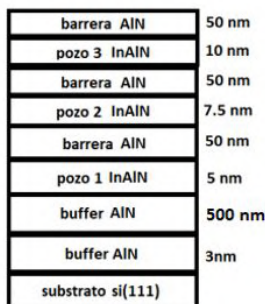 barrera AlN 50 nm
pozo 3 InAlN 10 nm
barrera AlN 50 nm
pozo 2 InAlN 7.5 nm
barrera AlN 50 nm
pozo 1 InAlN 5 nm
buffer AlN 500 nm
buffer AlN 3nm
substrato si(111)